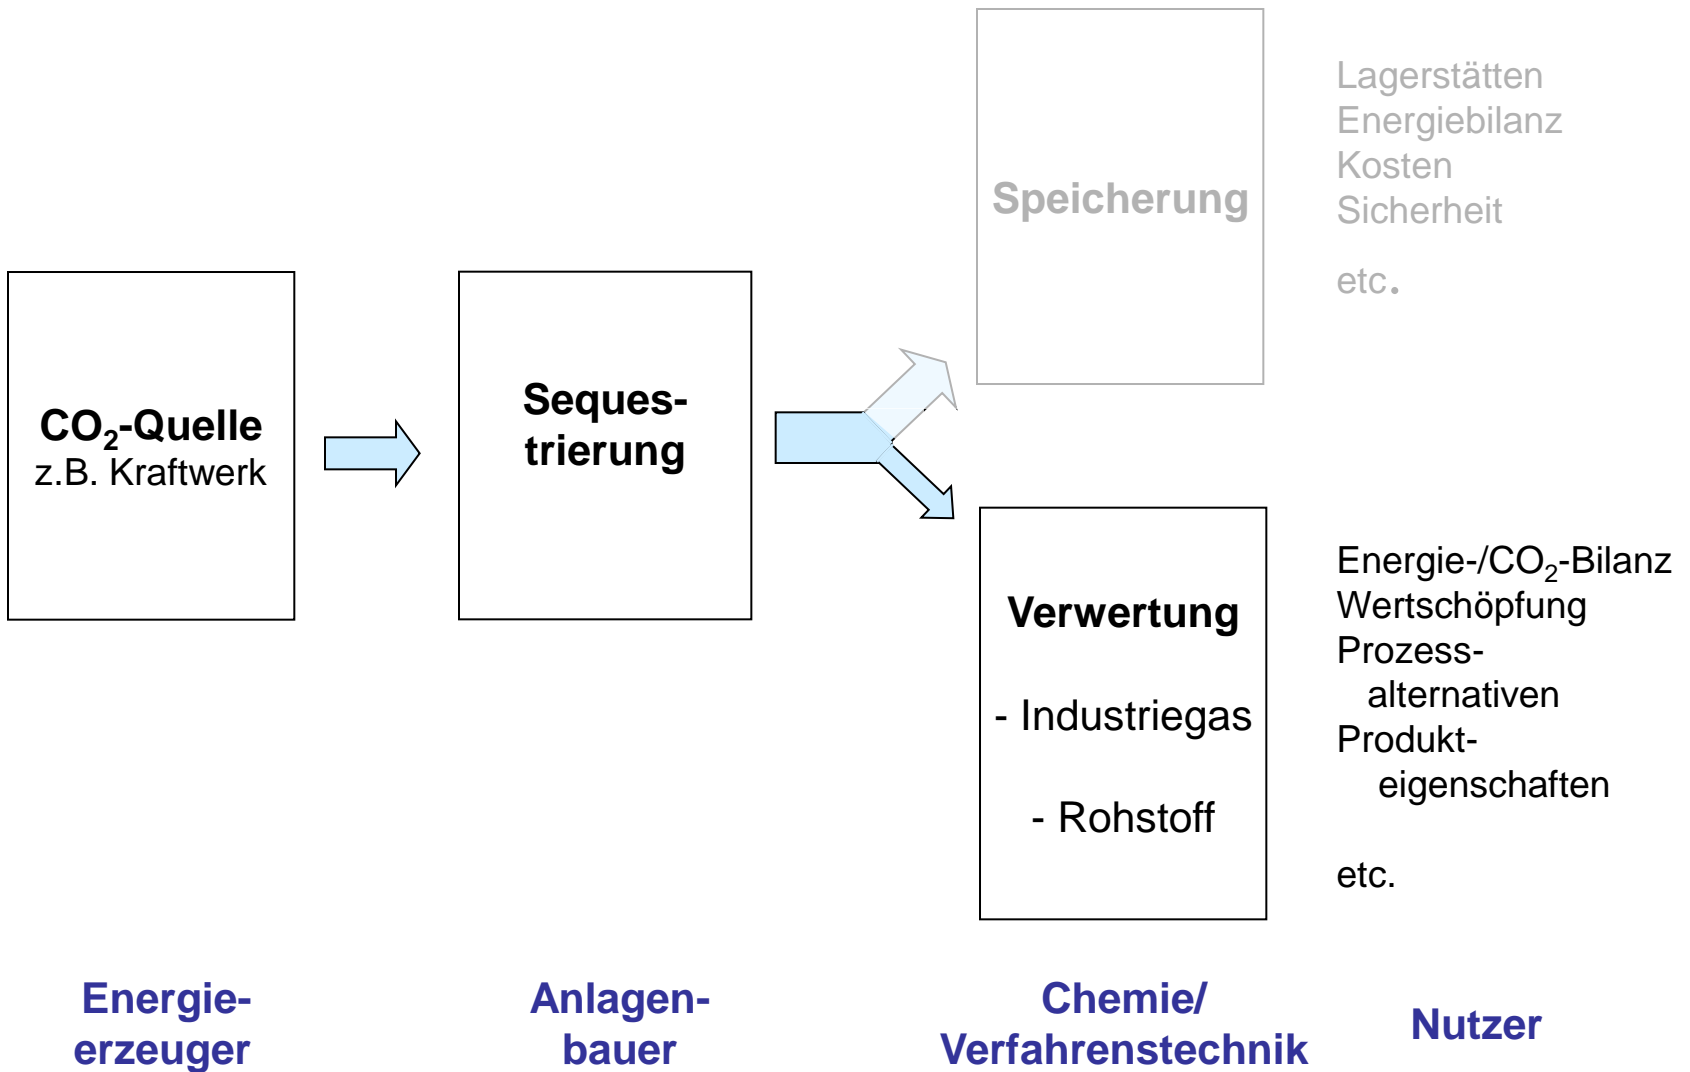 CO₂-Quelle
z.B. Kraftwerk
Seques-
trierung
Speicherung
Lagerstätten
Energiebilanz
Kosten
Sicherheit
etc.
Verwertung
- Industriegas
- Rohstoff
Energie-/CO₂-Bilanz
Wertschöpfung
Prozess-
alternativen
Produkt-
eigenschaften
etc.
Energie-
erzeuger
Anlagen-
bauer
Chemie/
Verfahrenstechnik
Nutzer